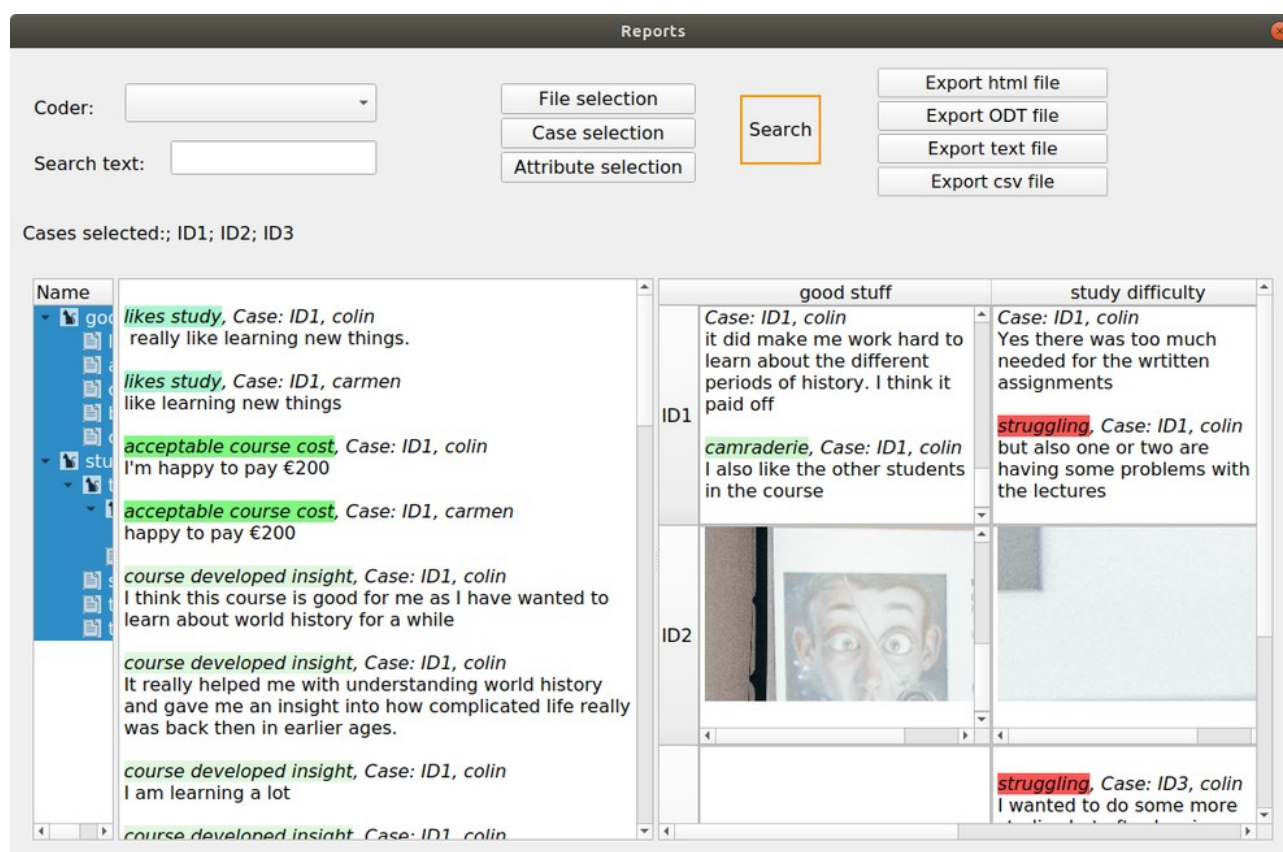 Reports
Coder:
Search text:
File selection
Case selection
Attribute selection
Search
Export html file
Export ODT file
Export text file
Export csv file
Cases selected:; ID1; ID2; ID3
Name
likes study, Case: ID1, colin
really like learning new things.
likes study, Case: ID1, carmen
like learning new things
acceptable course cost, Case: ID1, colin
I'm happy to pay €200
acceptable course cost, Case: ID1, carmen
happy to pay €200
course developed insight, Case: ID1, colin
I think this course is good for me as I have wanted to
learn about world history for a while
course developed insight, Case: ID1, colin
It really helped me with understanding world history
and gave me an insight into how complicated life really
was back then in earlier ages.
course developed insight, Case: ID1, colin
I am learning a lot
course developed insight, Case: ID1, colin
good stuff
study difficulty
ID1
Case: ID1, colin
it did make me work hard to
learn about the different
periods of history. I think it
paid off
camraderie, Case: ID1, colin
I also like the other students
in the course
Case: ID1, colin
Yes there was too much
needed for the wrtitten
assignments
struggling, Case: ID1, colin
but also one or two are
having some problems with
the lectures
ID2
struggling, Case: ID3, colin
I wanted to do some more